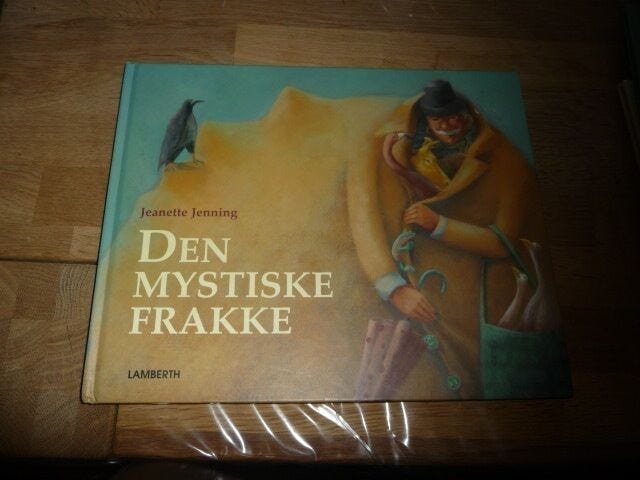 Jeanette Jenning
DEN
MYSTISKE
FRAKKE
LAMBERTH